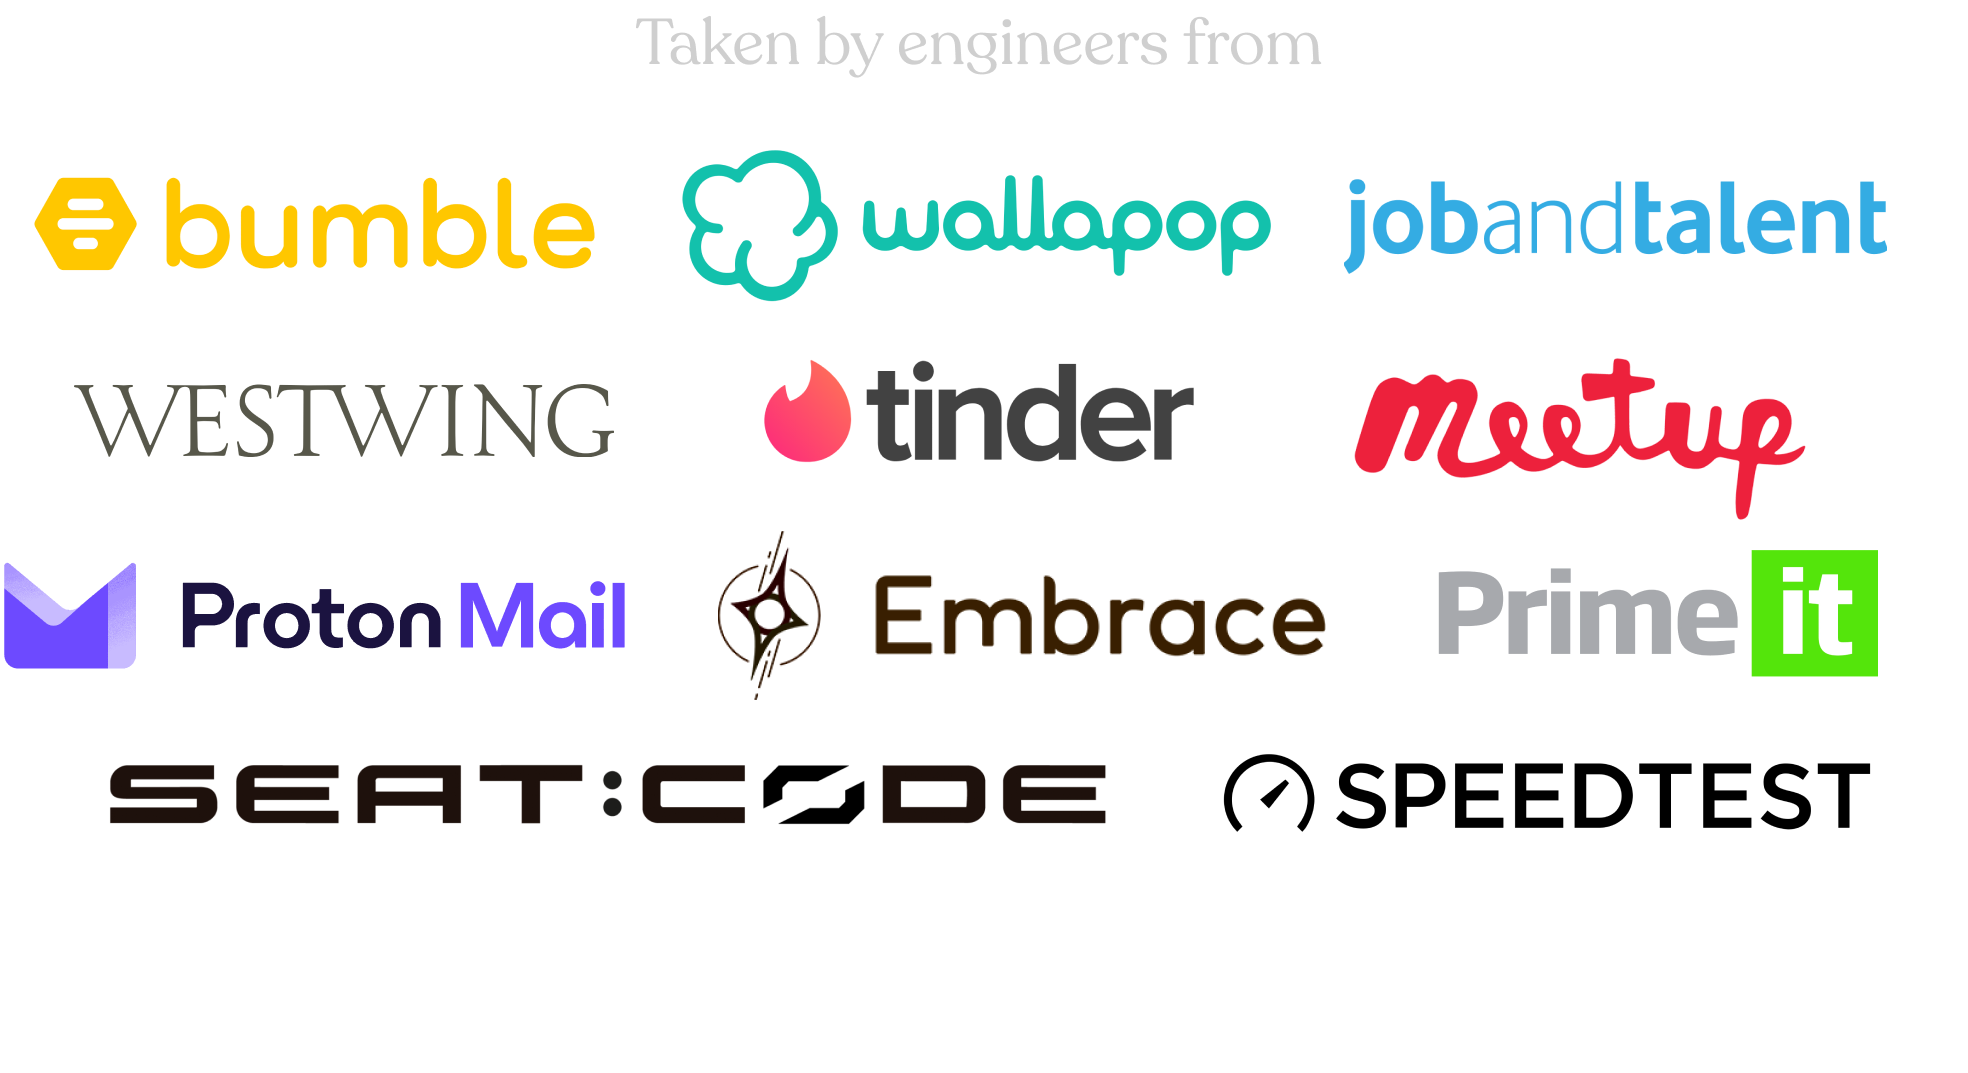 Taken by engineers from
bumble
wallapop
jobandtalent
WESTWING
tinder
meetup
Proton Mail
Embrace
Prime it
SEAT:CODE
SPEEDTEST